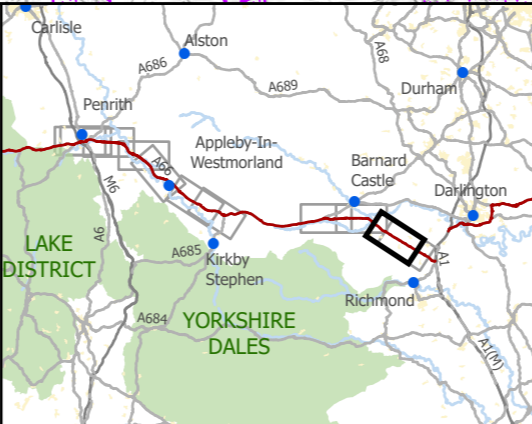 Carlisle
Alston
A686
A689
A68
Durham
Penrith
Appleby-In-
Westmorland
A66
Barnard
Castle
Darlington
M6
A6
LAKE
DISTRICT
A685
Kirkby
Stephen
A1
Richmond
A684
YORKSHIRE
DALES
A1(M)